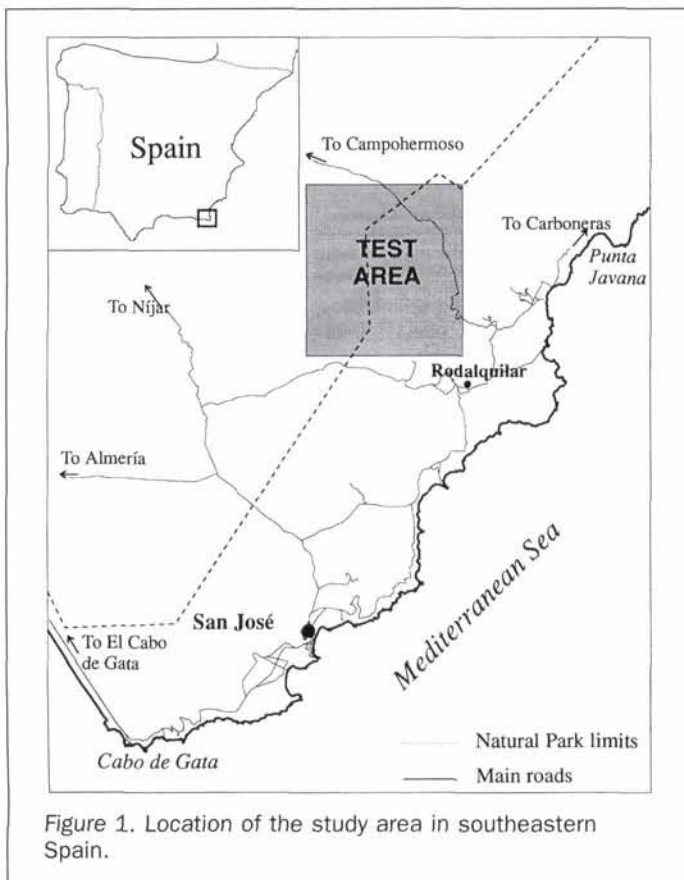 Spain
To Campohermoso
To Carboneras
Punta
Javana
TEST
AREA
To Níjar
Rodalquilar
To Almería
San José
To El Cabo
de Gata
Mediterranean Sea
Cabo de Gata
Natural Park limits
Main roads
Figure 1. Location of the study area in southeastern
Spain.